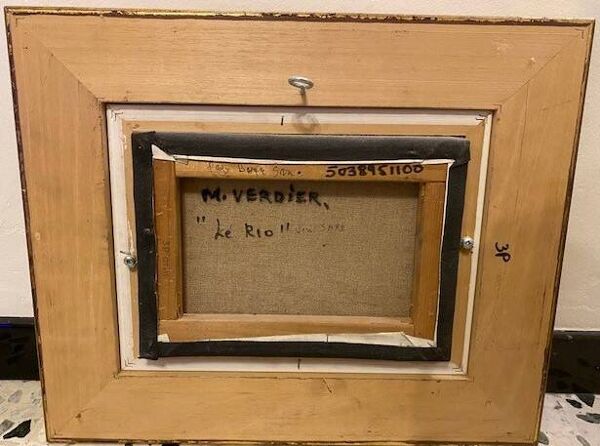 5038951100
M. VERDIER,
"Le RIO"
3P